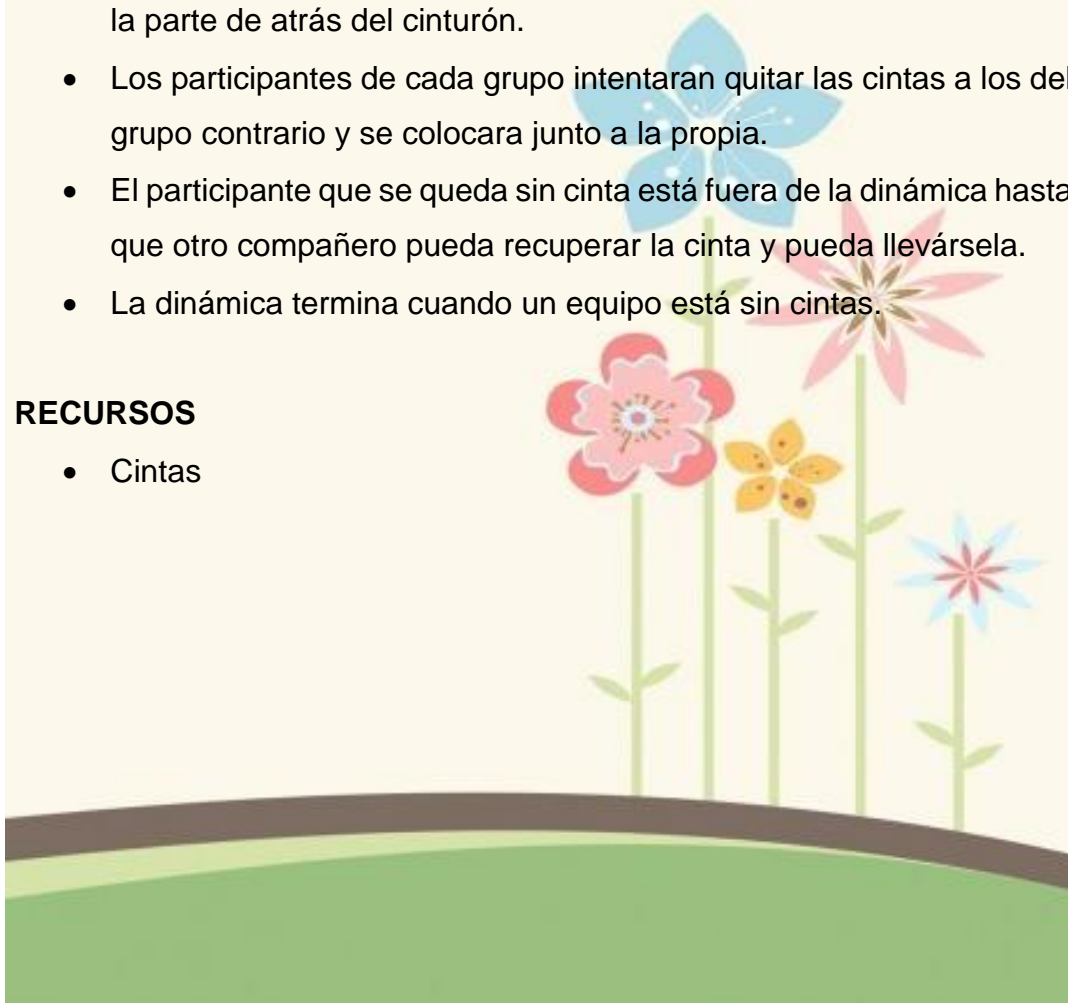 la parte de atrás del cinturón.
• Los participantes de cada grupo intentaran quitar las cintas a los del
grupo contrario y se colocara junto a la propia.
• El participante que se queda sin cinta está fuera de la dinámica hasta
que otro compañero pueda recuperar la cinta y pueda llevársela.
• La dinámica termina cuando un equipo está sin cintas.
RECURSOS
• Cintas